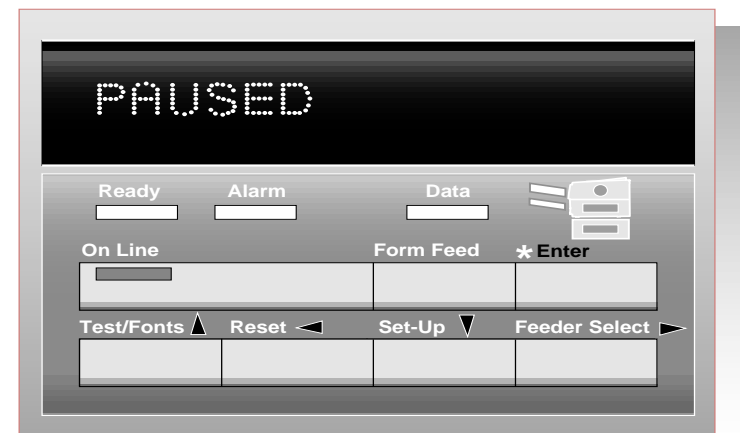 PAUSED
Ready Alarm Data
On Line Form Feed * Enter
Test/Fonts Reset Set-Up Feeder Select